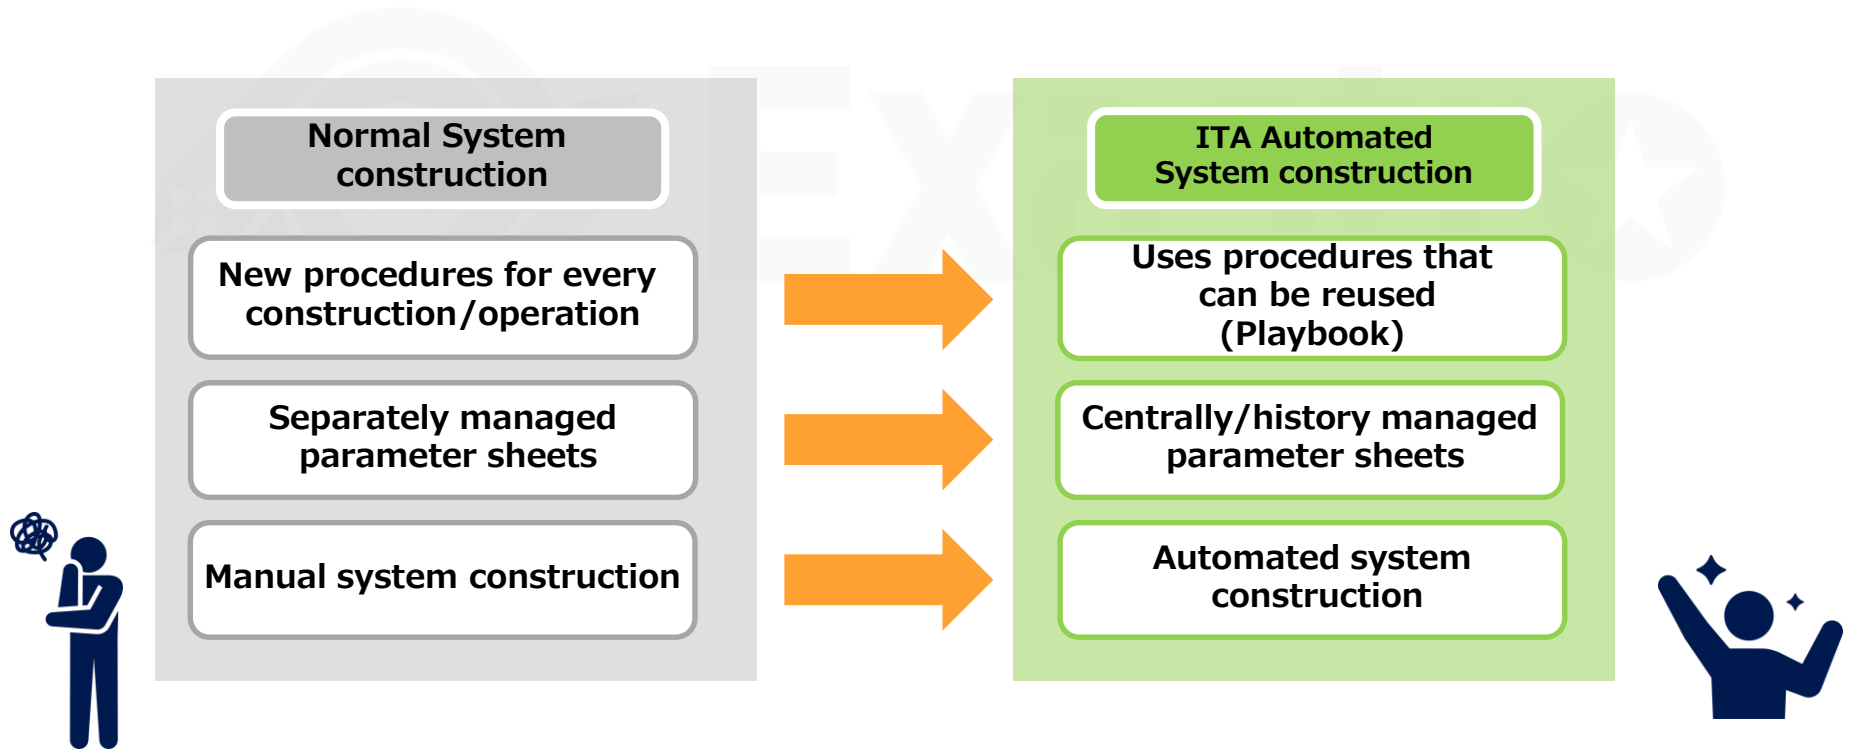 Exastro
Normal System
construction
ITA Automated
System construction
New procedures for every
construction/operation
Uses procedures that
can be reused
(Playbook)
Separately managed
parameter sheets
Centrally/history managed
parameter sheets
Manual system construction
Automated system
construction